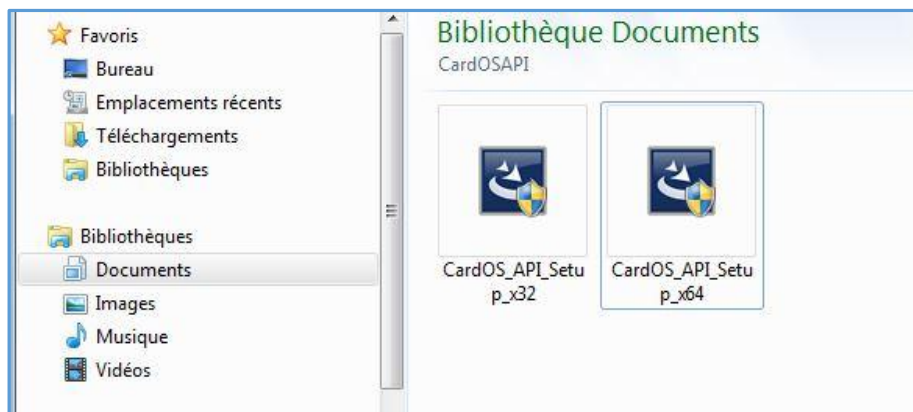 Favoris
Bureau
Emplacements récents
Téléchargements
Bibliothèques
Bibliothèques
Documents
Images
Musique
Vidéos
Bibliothèque Documents
CardOSAPI
CardOS_API_Setu
p_x32
CardOS_API_Setu
p_x64